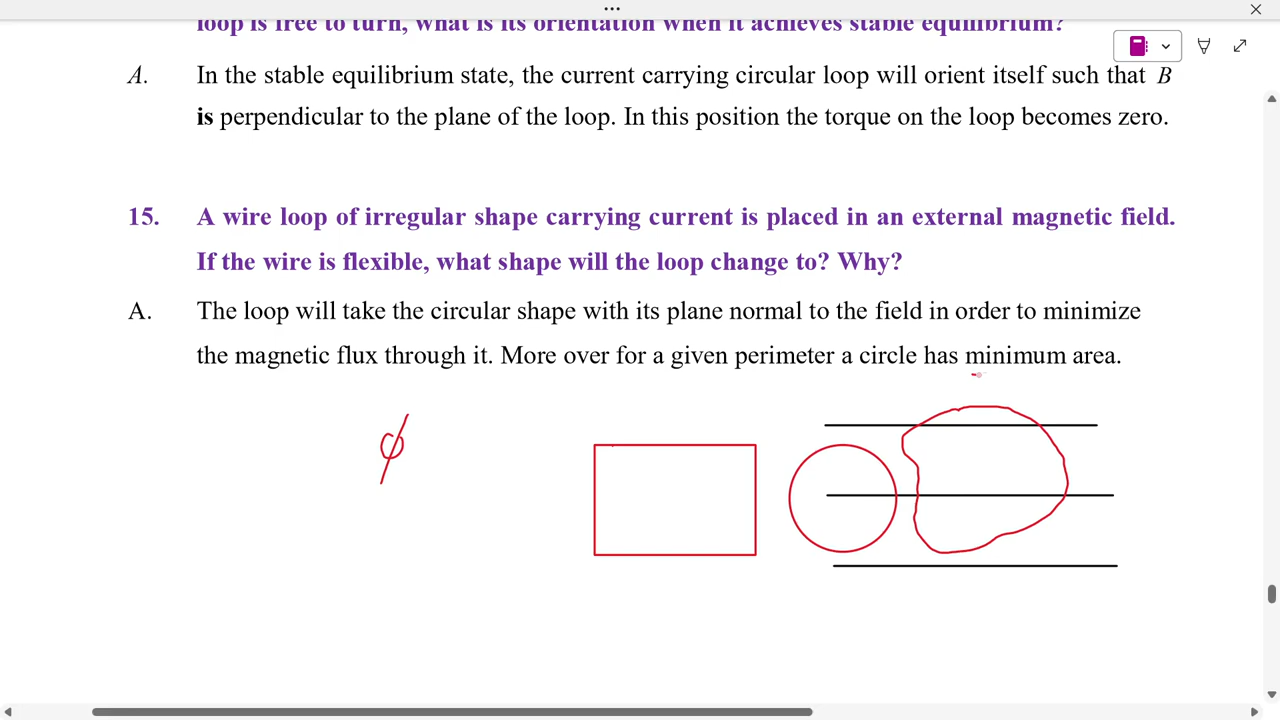 loop is free to turn, what is its orientation when it achieves stable equilibrium?
A. In the stable equilibrium state, the current carrying circular loop will orient itself such that B
is perpendicular to the plane of the loop. In this position the torque on the loop becomes zero.
15. A wire loop of irregular shape carrying current is placed in an external magnetic field.
If the wire is flexible, what shape will the loop change to? Why?
A. The loop will take the circular shape with its plane normal to the field in order to minimize
the magnetic flux through it. More over for a given perimeter a circle has minimum area.
ϕ